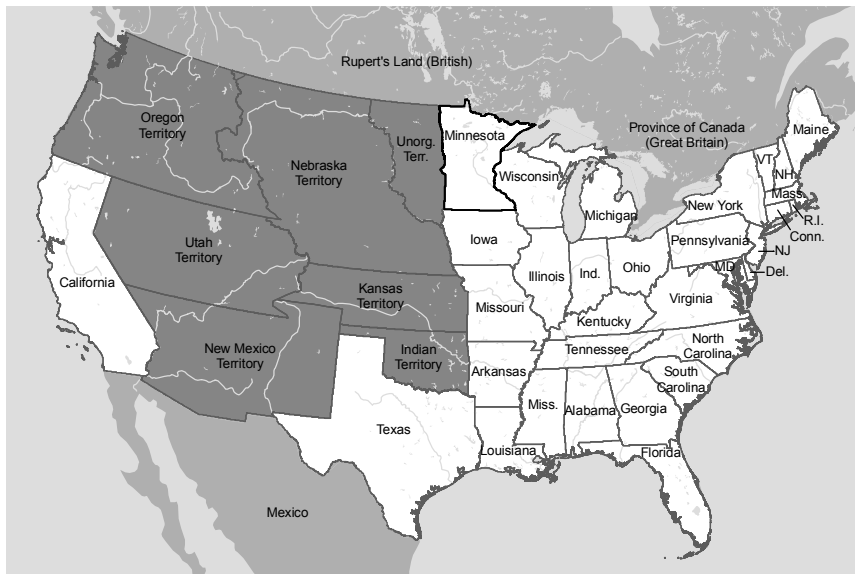 Rupert's Land (British)
Oregon
Territory
Nebraska
Territory
Unorg.
Terr.
Minnesota
Province of Canada
(Great Britain)
Maine
VT
NH
Mass.
Wisconsin
Michigan
New York
R.I.
Conn.
Iowa
Pennsylvania
NJ
Utah
Territory
Illinois
Ind.
Ohio
MD
Del.
California
Kansas
Territory
Missouri
Virginia
Kentucky
New Mexico
Territory
Indian
Territory
Tennessee
North
Carolina
Arkansas
South
Carolina
Miss.
Alabama
Georgia
Texas
Louisiana
Florida
Mexico